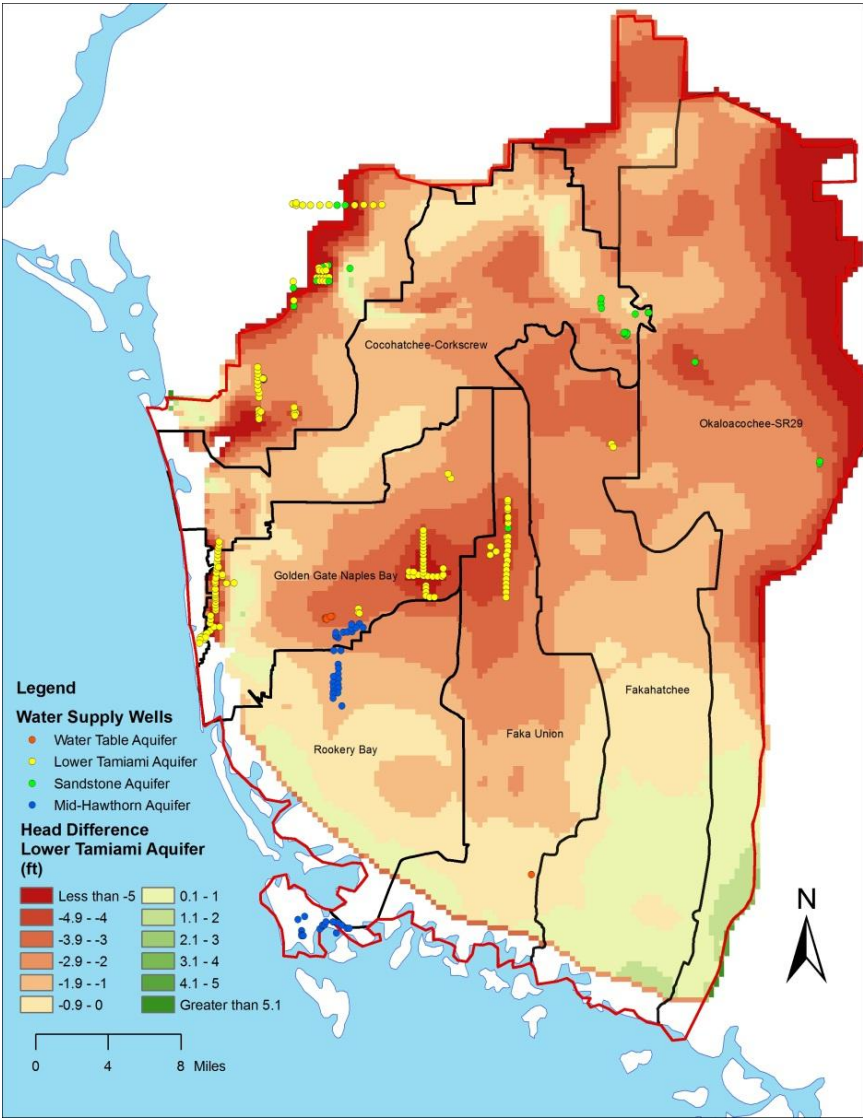 Cocohatchee-Corkscrew
Okaloacochee-SR29
Golden Gate Naples Bay
Fakahatchee
Faka Union
Rookery Bay
Legend
Water Supply Wells
Water Table Aquifer
Lower Tamiami Aquifer
Sandstone Aquifer
Mid-Hawthorn Aquifer
Head Difference
Lower Tamiami Aquifer
(ft)
Less than -5
-4.9 - -4
-3.9 - -3
-2.9 - -2
-1.9 - -1
-0.9 - 0
0.1 - 1
1.1 - 2
2.1 - 3
3.1 - 4
4.1 - 5
Greater than 5.1
0 4 8 Miles
N